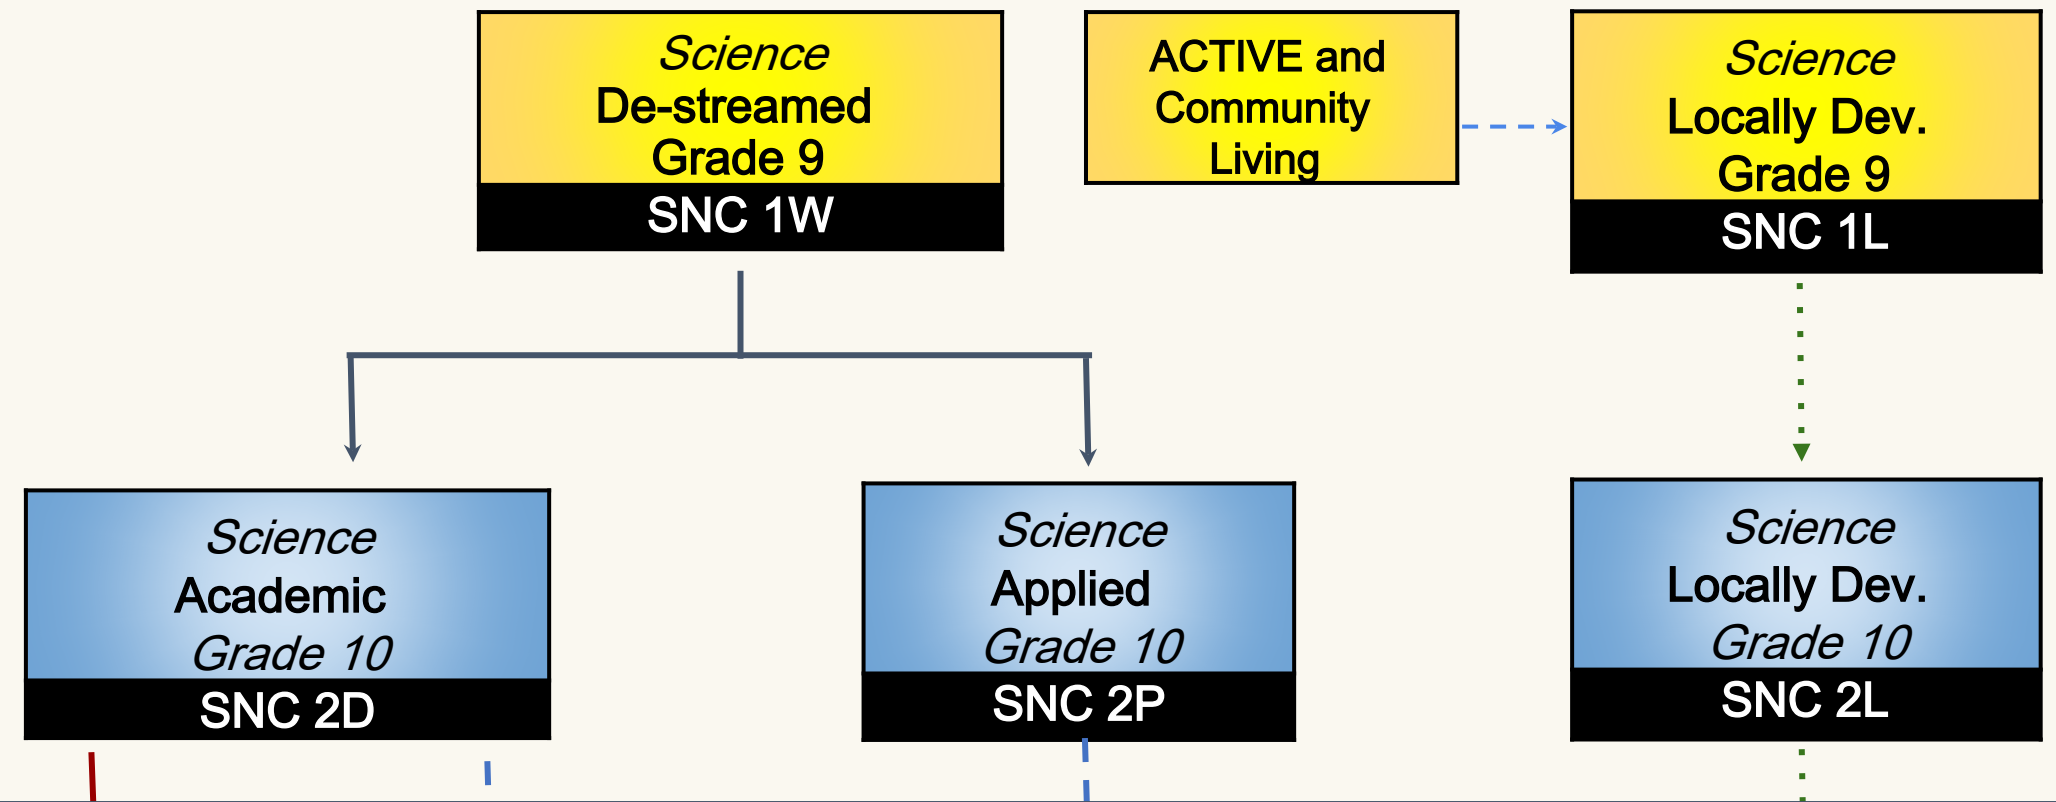 Science
De-streamed
Grade 9
SNC 1W
ACTIVE and
Community
Living
Science
Locally Dev.
Grade 9
SNC 1L
Science
Academic
Grade 10
SNC 2D
Science
Applied
Grade 10
SNC 2P
Science
Locally Dev.
Grade 10
SNC 2L